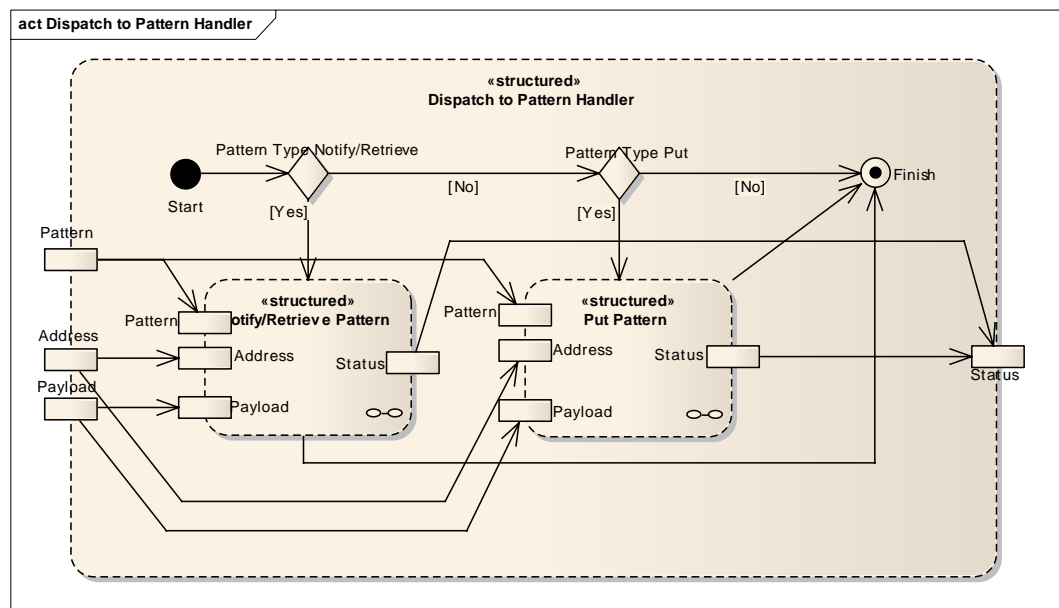 act Dispatch to Pattern Handler
«structured»
Dispatch to Pattern Handler
Pattern Type Notify/Retrieve
Pattern Type Put
[No]
[No]
Finish
Start
[Yes]
[Yes]
Pattern
«structured»
otify/Retrieve Pattern
«structured»
Put Pattern
Pattern
Pattern
Address
Address
Status
Address
Status
Status
Payload
Payload
Payload